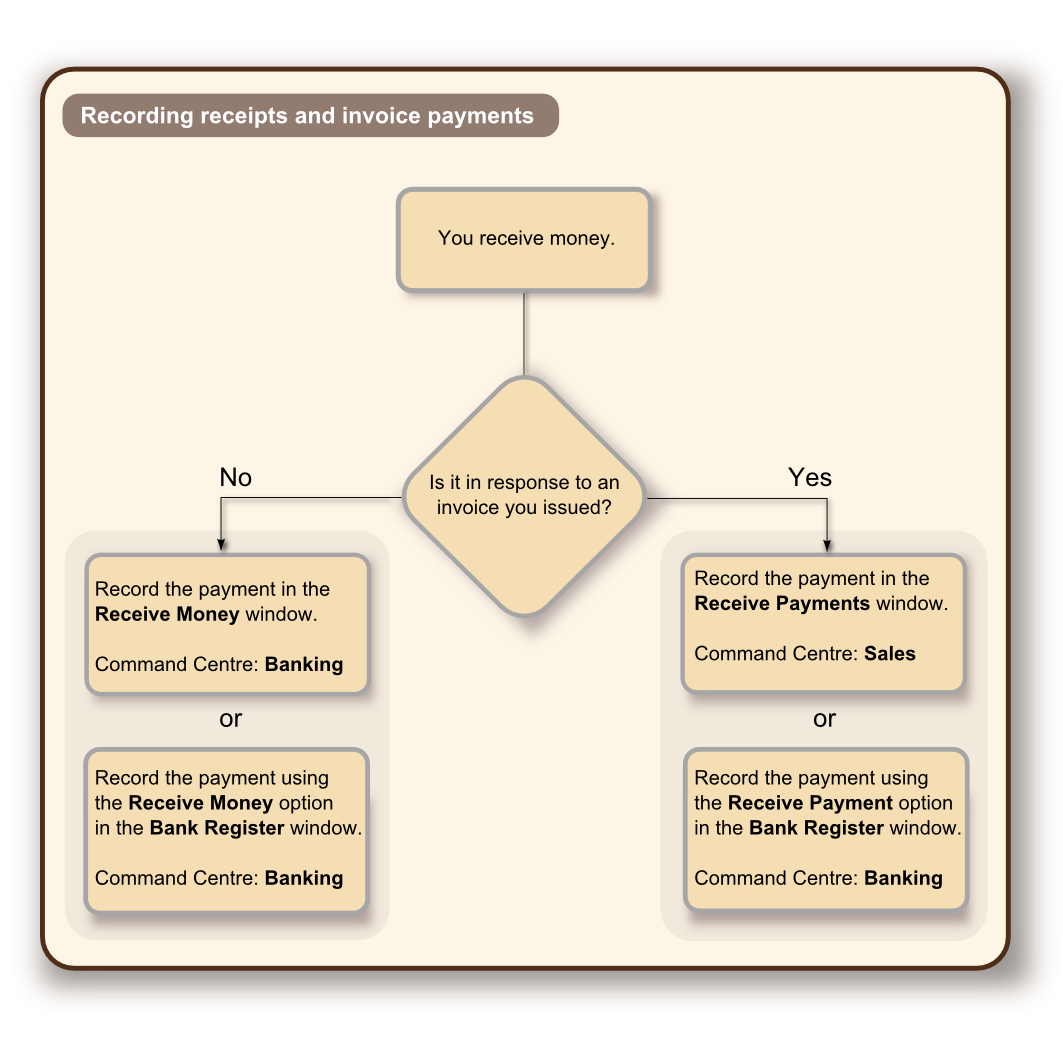 Recording receipts and invoice payments
You receive money.
Is it in response to an
invoice you issued?
No
Record the payment in the
Receive Money window.
Command Centre: Banking
or
Record the payment using
the Receive Money option
in the Bank Register window.
Command Centre: Banking
Yes
Record the payment in the
Receive Payments window.
Command Centre: Sales
or
Record the payment using
the Receive Payment option
in the Bank Register window.
Command Centre: Banking